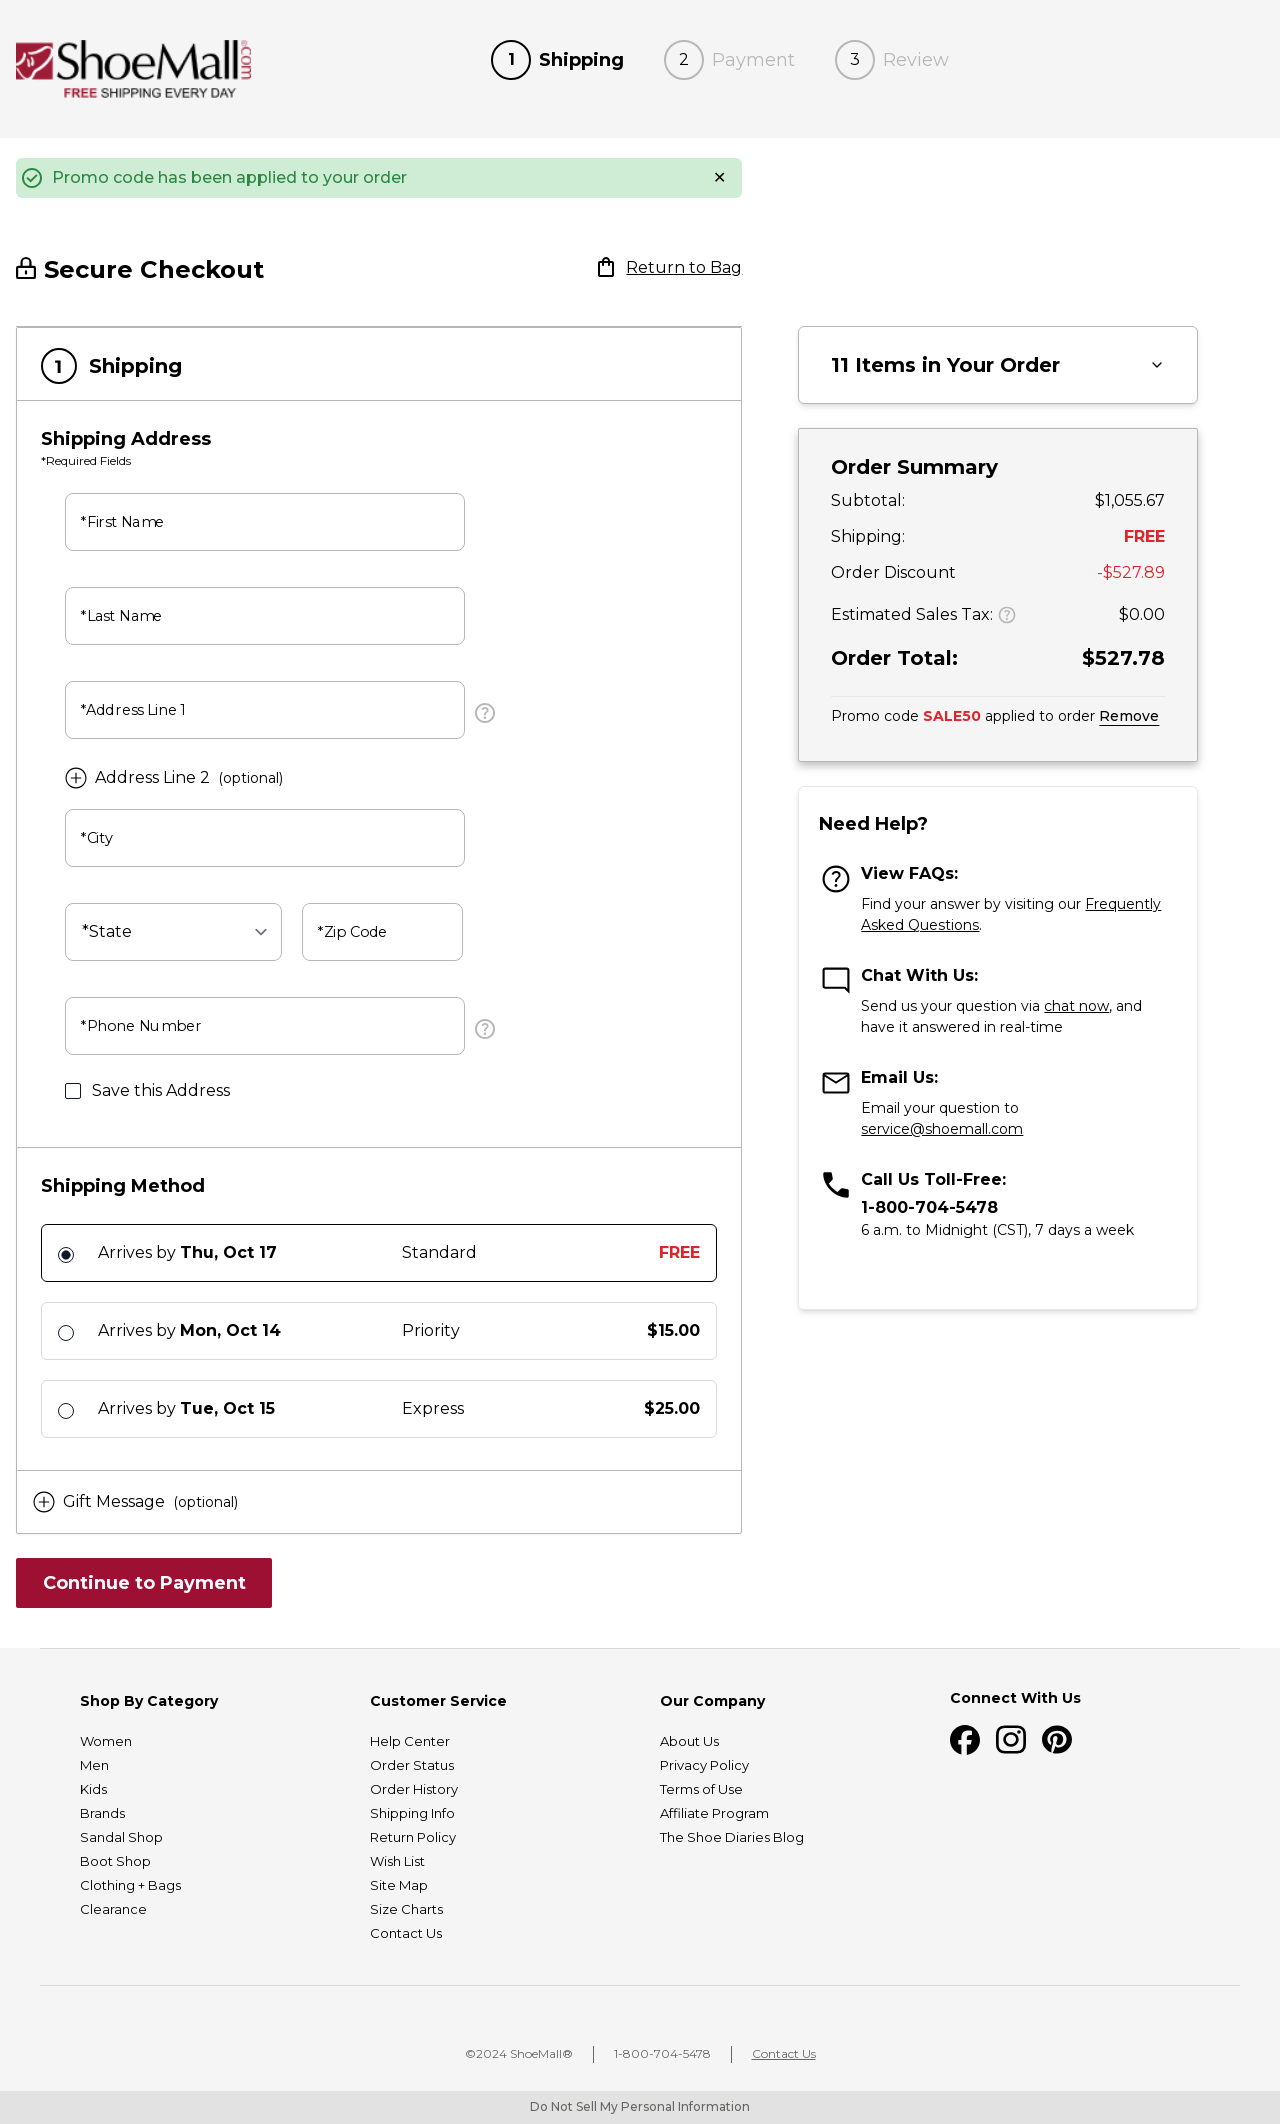 ShoeMall.com
FREE SHIPPING EVERY DAY
1 Shipping
2 Payment
3 Review
Promo code has been applied to your order
Secure Checkout
Return to Bag
1 Shipping
Shipping Address
*Required Fields
*First Name
*Last Name
*Address Line 1
Address Line 2 (optional)
*City
*State
*Zip Code
*Phone Number
Save this Address
Shipping Method
Arrives by Thu, Oct 17 Standard FREE
Arrives by Mon, Oct 14 Priority $15.00
Arrives by Tue, Oct 15 Express $25.00
Gift Message (optional)
Continue to Payment
11 Items in Your Order
Order Summary
Subtotal: $1,055.67
Shipping: FREE
Order Discount -$527.89
Estimated Sales Tax: $0.00
Order Total: $527.78
Promo code SALE50 applied to order Remove
Need Help?
View FAQs:
Find your answer by visiting our Frequently
Asked Questions.
Chat With Us:
Send us your question via chat now, and
have it answered in real-time
Email Us:
Email your question to
service@shoemall.com
Call Us Toll-Free:
1-800-704-5478
6 a.m. to Midnight (CST), 7 days a week
Shop By Category
Women
Men
Kids
Brands
Sandal Shop
Boot Shop
Clothing + Bags
Clearance
Customer Service
Help Center
Order Status
Order History
Shipping Info
Return Policy
Wish List
Site Map
Size Charts
Contact Us
Our Company
About Us
Privacy Policy
Terms of Use
Affiliate Program
The Shoe Diaries Blog
Connect With Us
©2024 ShoeMall®
1-800-704-5478
Contact Us
Do Not Sell My Personal Information